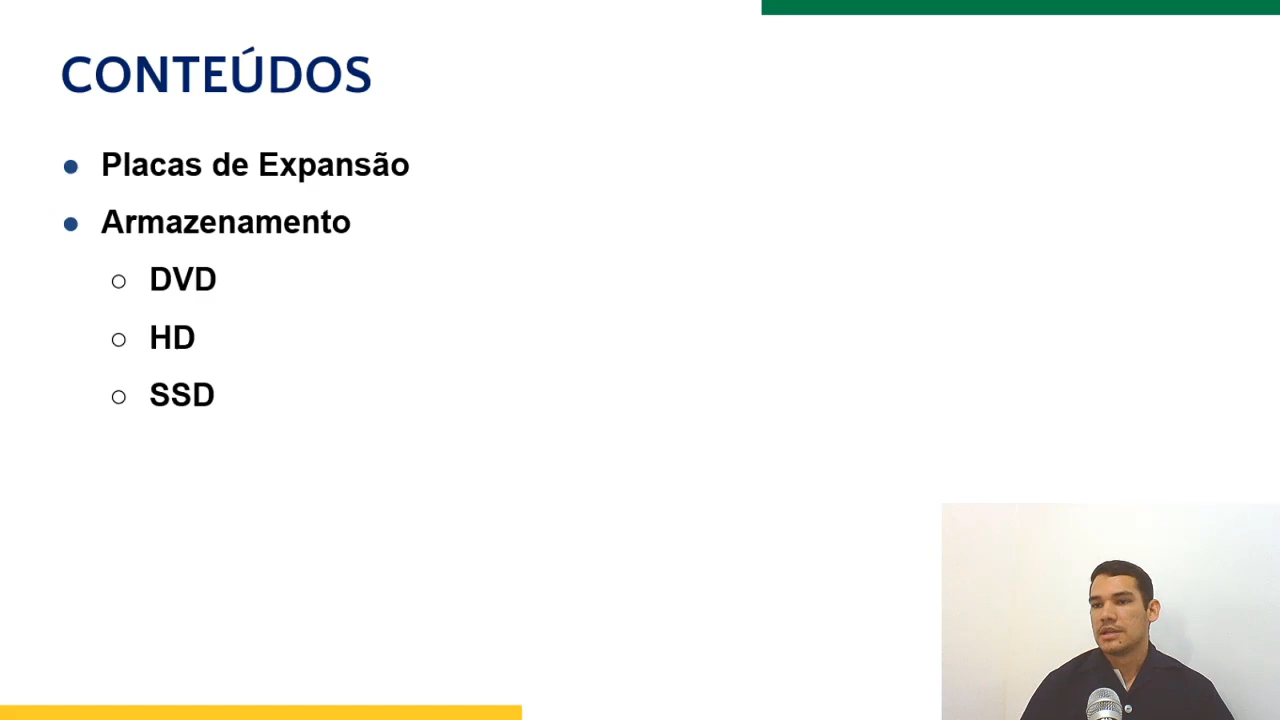 CONTEÚDOS
● Placas de Expansão
● Armazenamento
○ DVD
○ HD
○ SSD